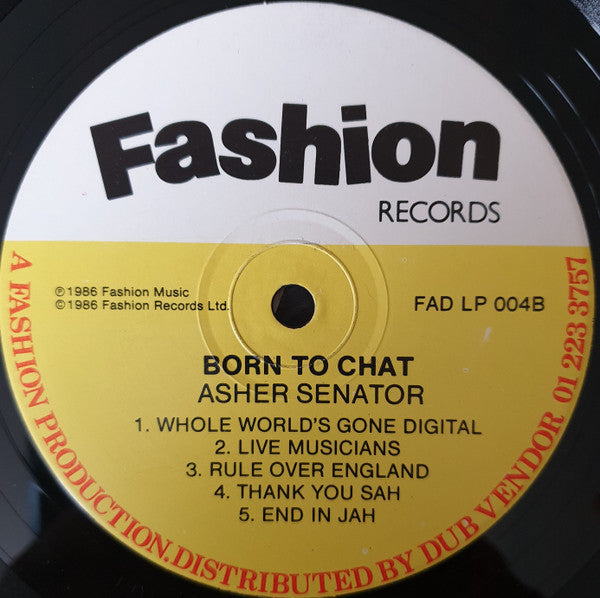 Fashion
RECORDS
℗1986 Fashion Music
©1986 Fashion Records Ltd.
FAD LP 004B
BORN TO CHAT
ASHER SENATOR
1. WHOLE WORLD'S GONE DIGITAL
2. LIVE MUSICIANS
3. RULE OVER ENGLAND
4. THANK YOU SAH
5. END IN JAH
A FASHION PRODUCTION. DISTRIBUTED BY DUB VENDOR 01 223 3757